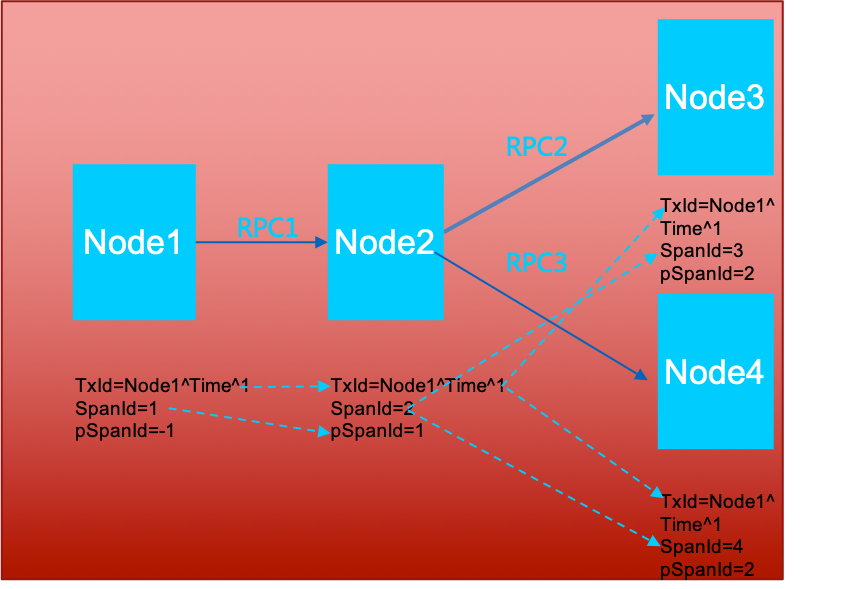 Node3
RPC2
TxId=Node1^
Time^1
SpanId=3
pSpanId=2
Node1
RPC1
Node2
RPC3
Node4
TxId=Node1^Time^1
SpanId=1
pSpanId=-1
TxId=Node1^Time^1
SpanId=2
pSpanId=1
TxId=Node1^
Time^1
SpanId=4
pSpanId=2